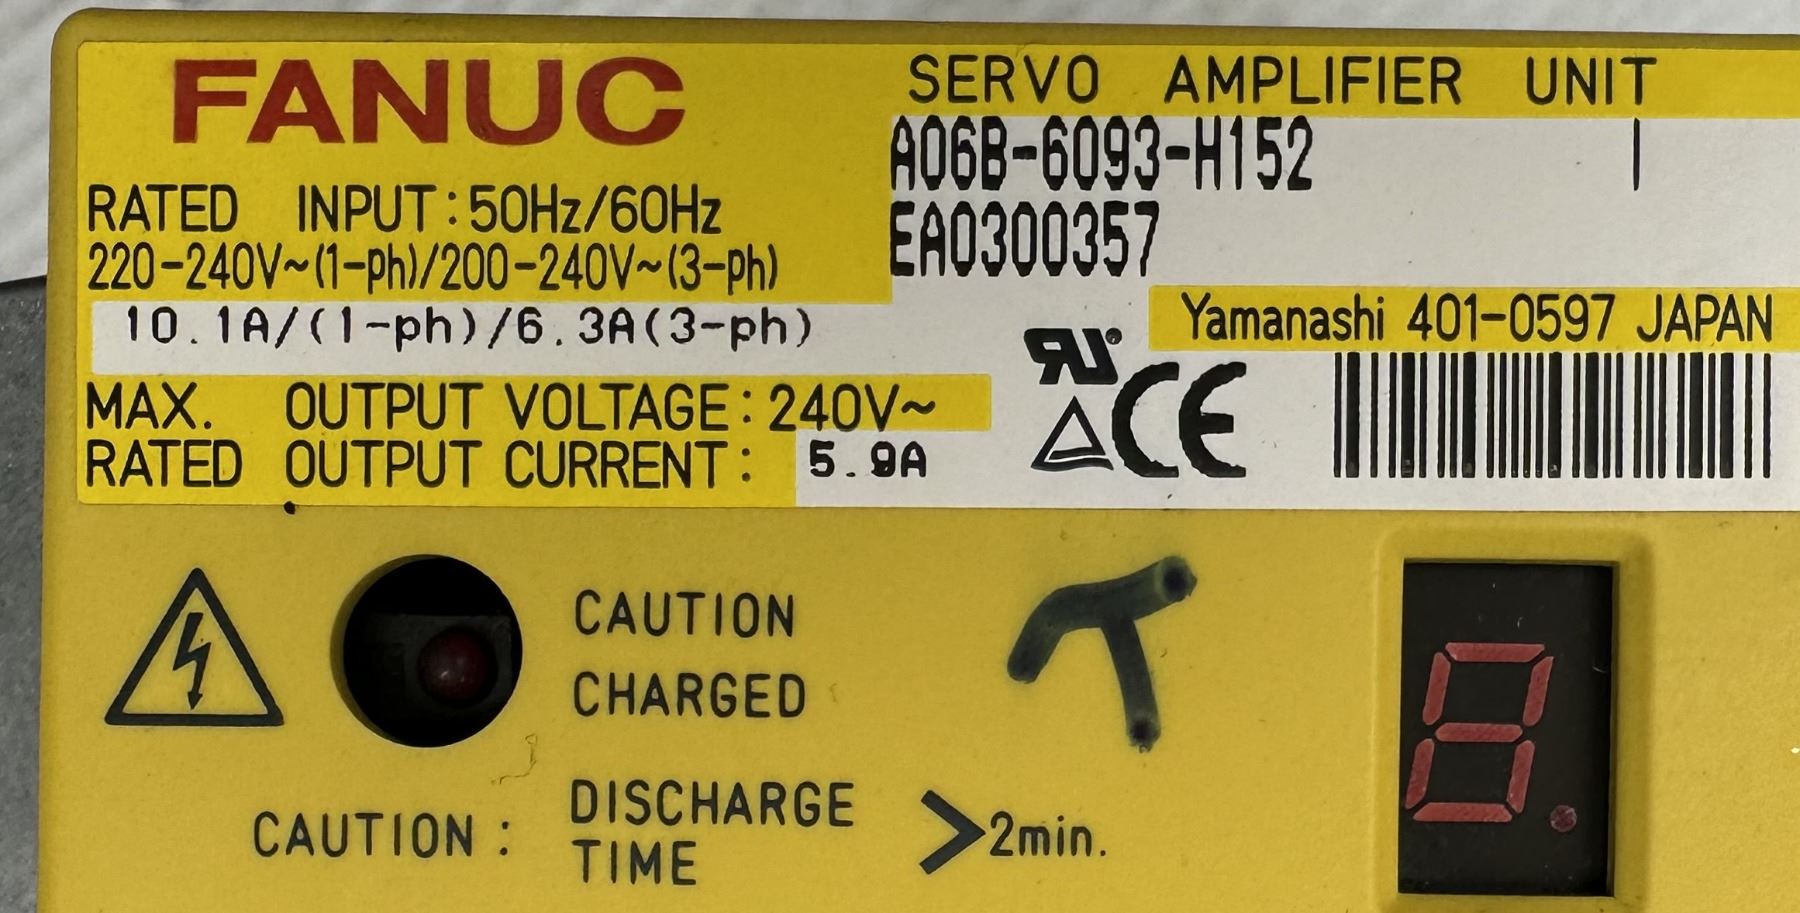 FANUC
SERVO AMPLIFIER UNIT
A06B-6093-H152 I
EA0300357
RATED INPUT:50Hz/60Hz
220-240V~(1-ph)/200-240V~(3-ph)
10.1A/(1-ph)/6.3A(3-ph)
Yamanashi 401-0597 JAPAN
MAX. OUTPUT VOLTAGE:240V~
RATED OUTPUT CURRENT: 5.9A
CE
CAUTION
CHARGED
CAUTION: DISCHARGE
TIME >2min.
8.